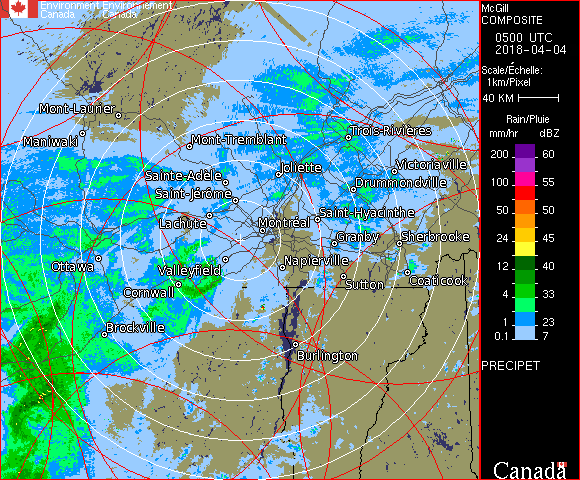 Environment Environnement
Canada Canada
Mont-Laurier
Maniwaki
Mont-Tremblant
Trois-Rivières
Joliette
Victoriaville
Sainte-Adèle
Drummondville
Saint-Jérôme
Saint-Hyacinthe
Lachute
Montréal
Granby
Sherbrooke
Ottawa
Valleyfield
Napierville
Cornwall
Sutton
Coaticook
Brockville
Burlington
McGill
COMPOSITE
0500 UTC
2018-04-04
Scale/Échelle:
1km/Pixel
40 KM
Rain/Pluie
mm/hr dBZ
200 60
100 55
50 50
24 45
12 40
4 33
2 23
0.1 7
PRECIPET
Canada